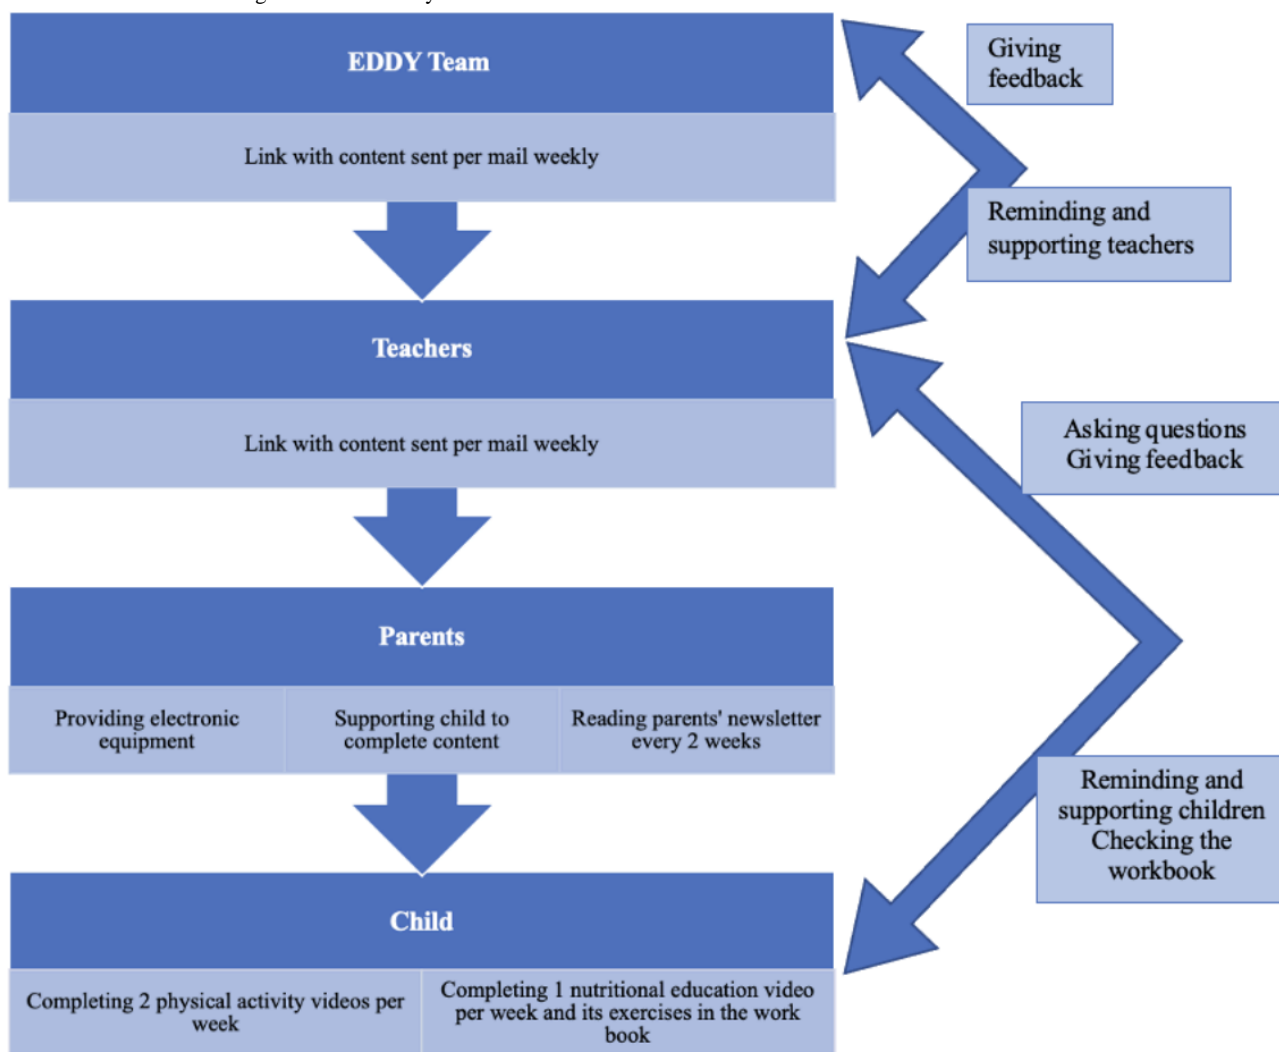 EDDY Team
Link with content sent per mail weekly
Giving
feedback
Reminding and
supporting teachers
Teachers
Link with content sent per mail weekly
Asking questions
Giving feedback
Parents
Providing electronic
equipment
Supporting child to
complete content
Reading parents' newsletter
every 2 weeks
Reminding and
supporting children
Checking the
workbook
Child
Completing 2 physical activity videos per
week
Completing 1 nutritional education video
per week and its exercises in the work
book